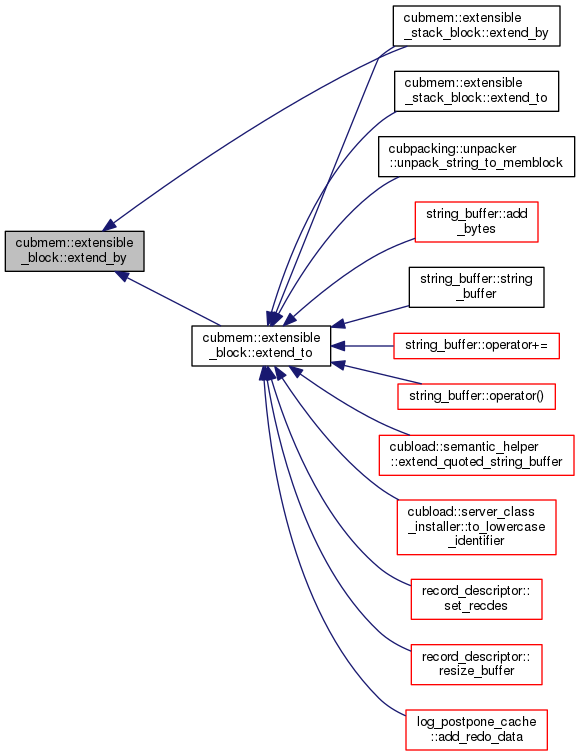 cubmem::extensible
_stack_block::extend_by
cubmem::extensible
_stack_block::extend_to
cubpacking::unpacker
::unpack_string_to_memblock
string_buffer::add
_bytes
cubmem::extensible
_block::extend_by
string_buffer::string
_buffer
cubmem::extensible
_block::extend_to
string_buffer::operator+=
string_buffer::operator()
cubload::semantic_helper
::extend_quoted_string_buffer
cubload::server_class
_installer::to_lowercase
_identifier
record_descriptor::
set_recdes
record_descriptor::
resize_buffer
log_postpone_cache
::add_redo_data